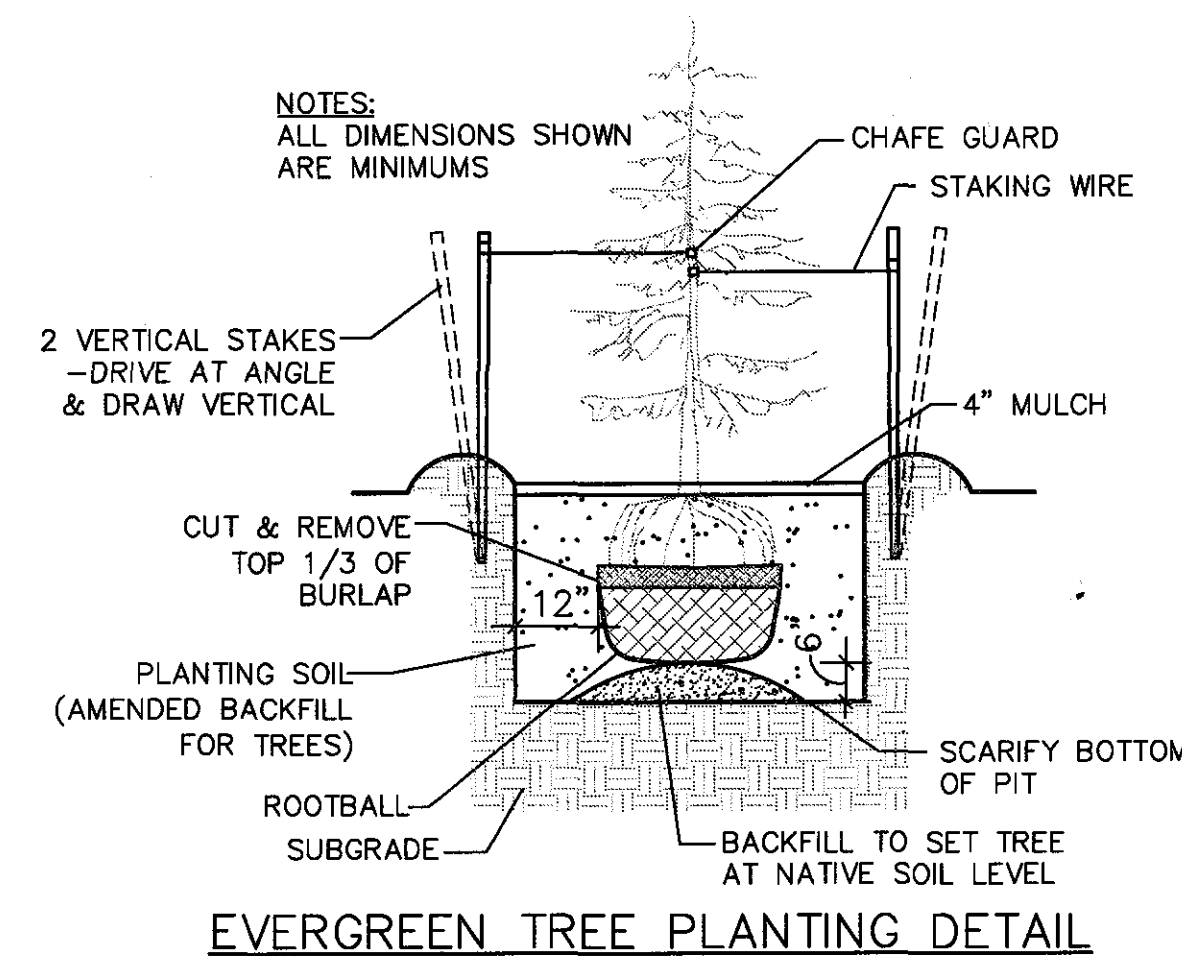 NOTES:
ALL DIMENSIONS SHOWN
ARE MINIMUMS
CHAFE GUARD
STAKING WIRE
2 VERTICAL STAKES
-DRIVE AT ANGLE
& DRAW VERTICAL
4" MULCH
CUT & REMOVE
TOP 1/3 OF
BURLAP
12"
6"
PLANTING SOIL
(AMENDED BACKFILL
FOR TREES)
SCARIFY BOTTOM
OF PIT
ROOTBALL
SUBGRADE
BACKFILL TO SET TREE
AT NATIVE SOIL LEVEL
EVERGREEN TREE PLANTING DETAIL